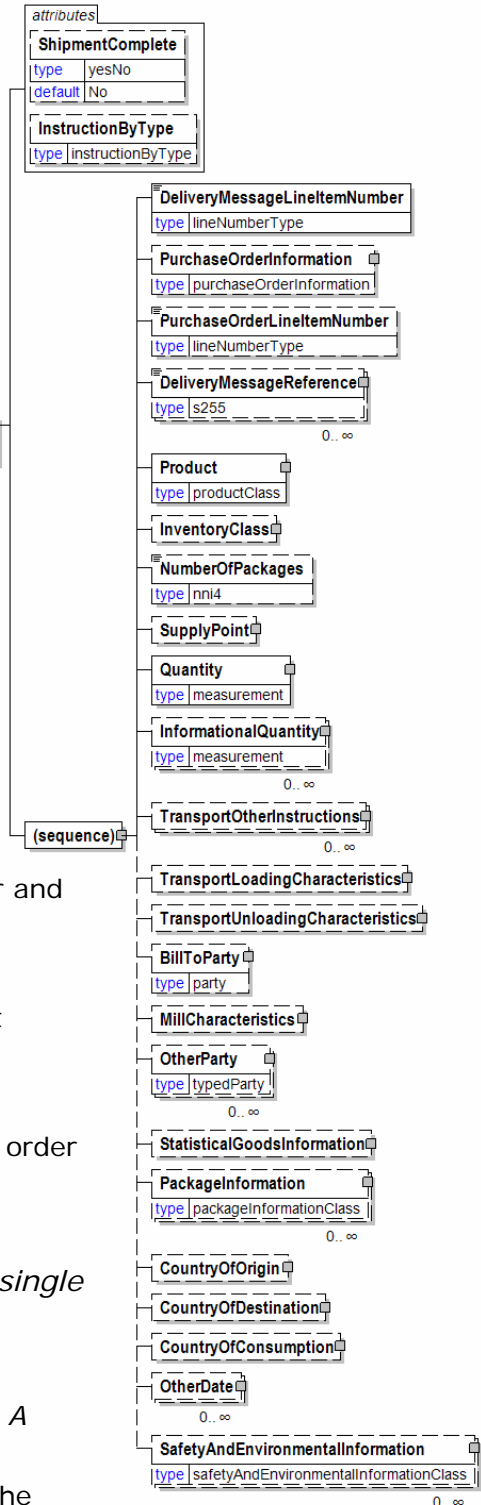 attributes
ShipmentComplete
type yesNo
default No
InstructionByType
type instructionByType
DeliveryMessageLineItemNumber
type lineNumberType
PurchaseOrderInformation
type purchaseOrderInformation
PurchaseOrderLineItemNumber
type lineNumberType
DeliveryMessageReference
type s255
0.. ∞
Product
type productClass
InventoryClass
NumberOfPackages
type nni4
SupplyPoint
Quantity
type measurement
InformationalQuantity
type measurement
0.. ∞
TransportOtherInstructions
(sequence)
0.. ∞
r and
TransportLoadingCharacteristics
TransportUnloadingCharacteristics
BillToParty
type party
MillCharacteristics
OtherParty
type typedParty
0.. ∞
order
StatisticalGoodsInformation
PackageInformation
type packageInformationClass
0.. ∞
CountryOfOrigin
single
CountryOfDestination
CountryOfConsumption
OtherDate
A
0.. ∞
SafetyAndEnvironmentalInformation
type safetyAndEnvironmentalInformationClass
he
0.. ∞